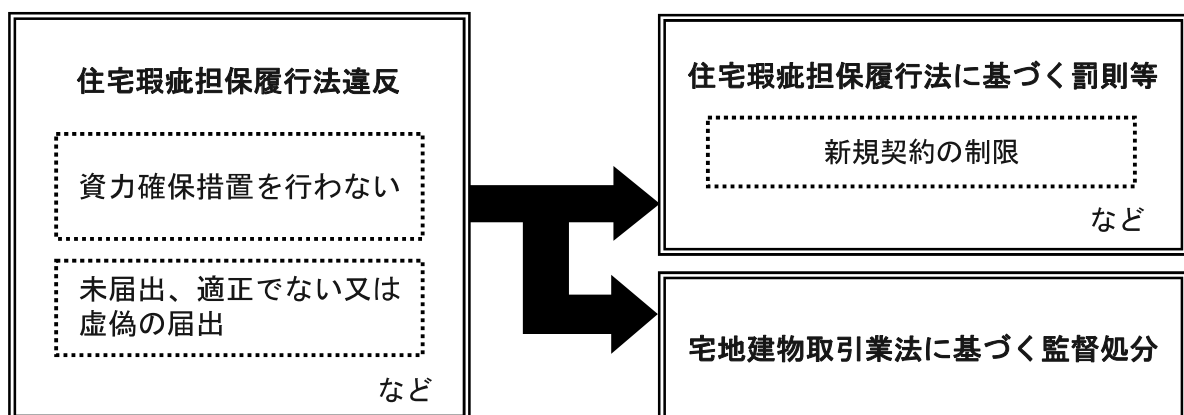 住宅瑕疵担保履行法違反
資力確保措置を行わない
未届出、適正でない又は
虚偽の届出
など
住宅瑕疵担保履行法に基づく罰則等
新規契約の制限
など
宅地建物取引業法に基づく監督処分